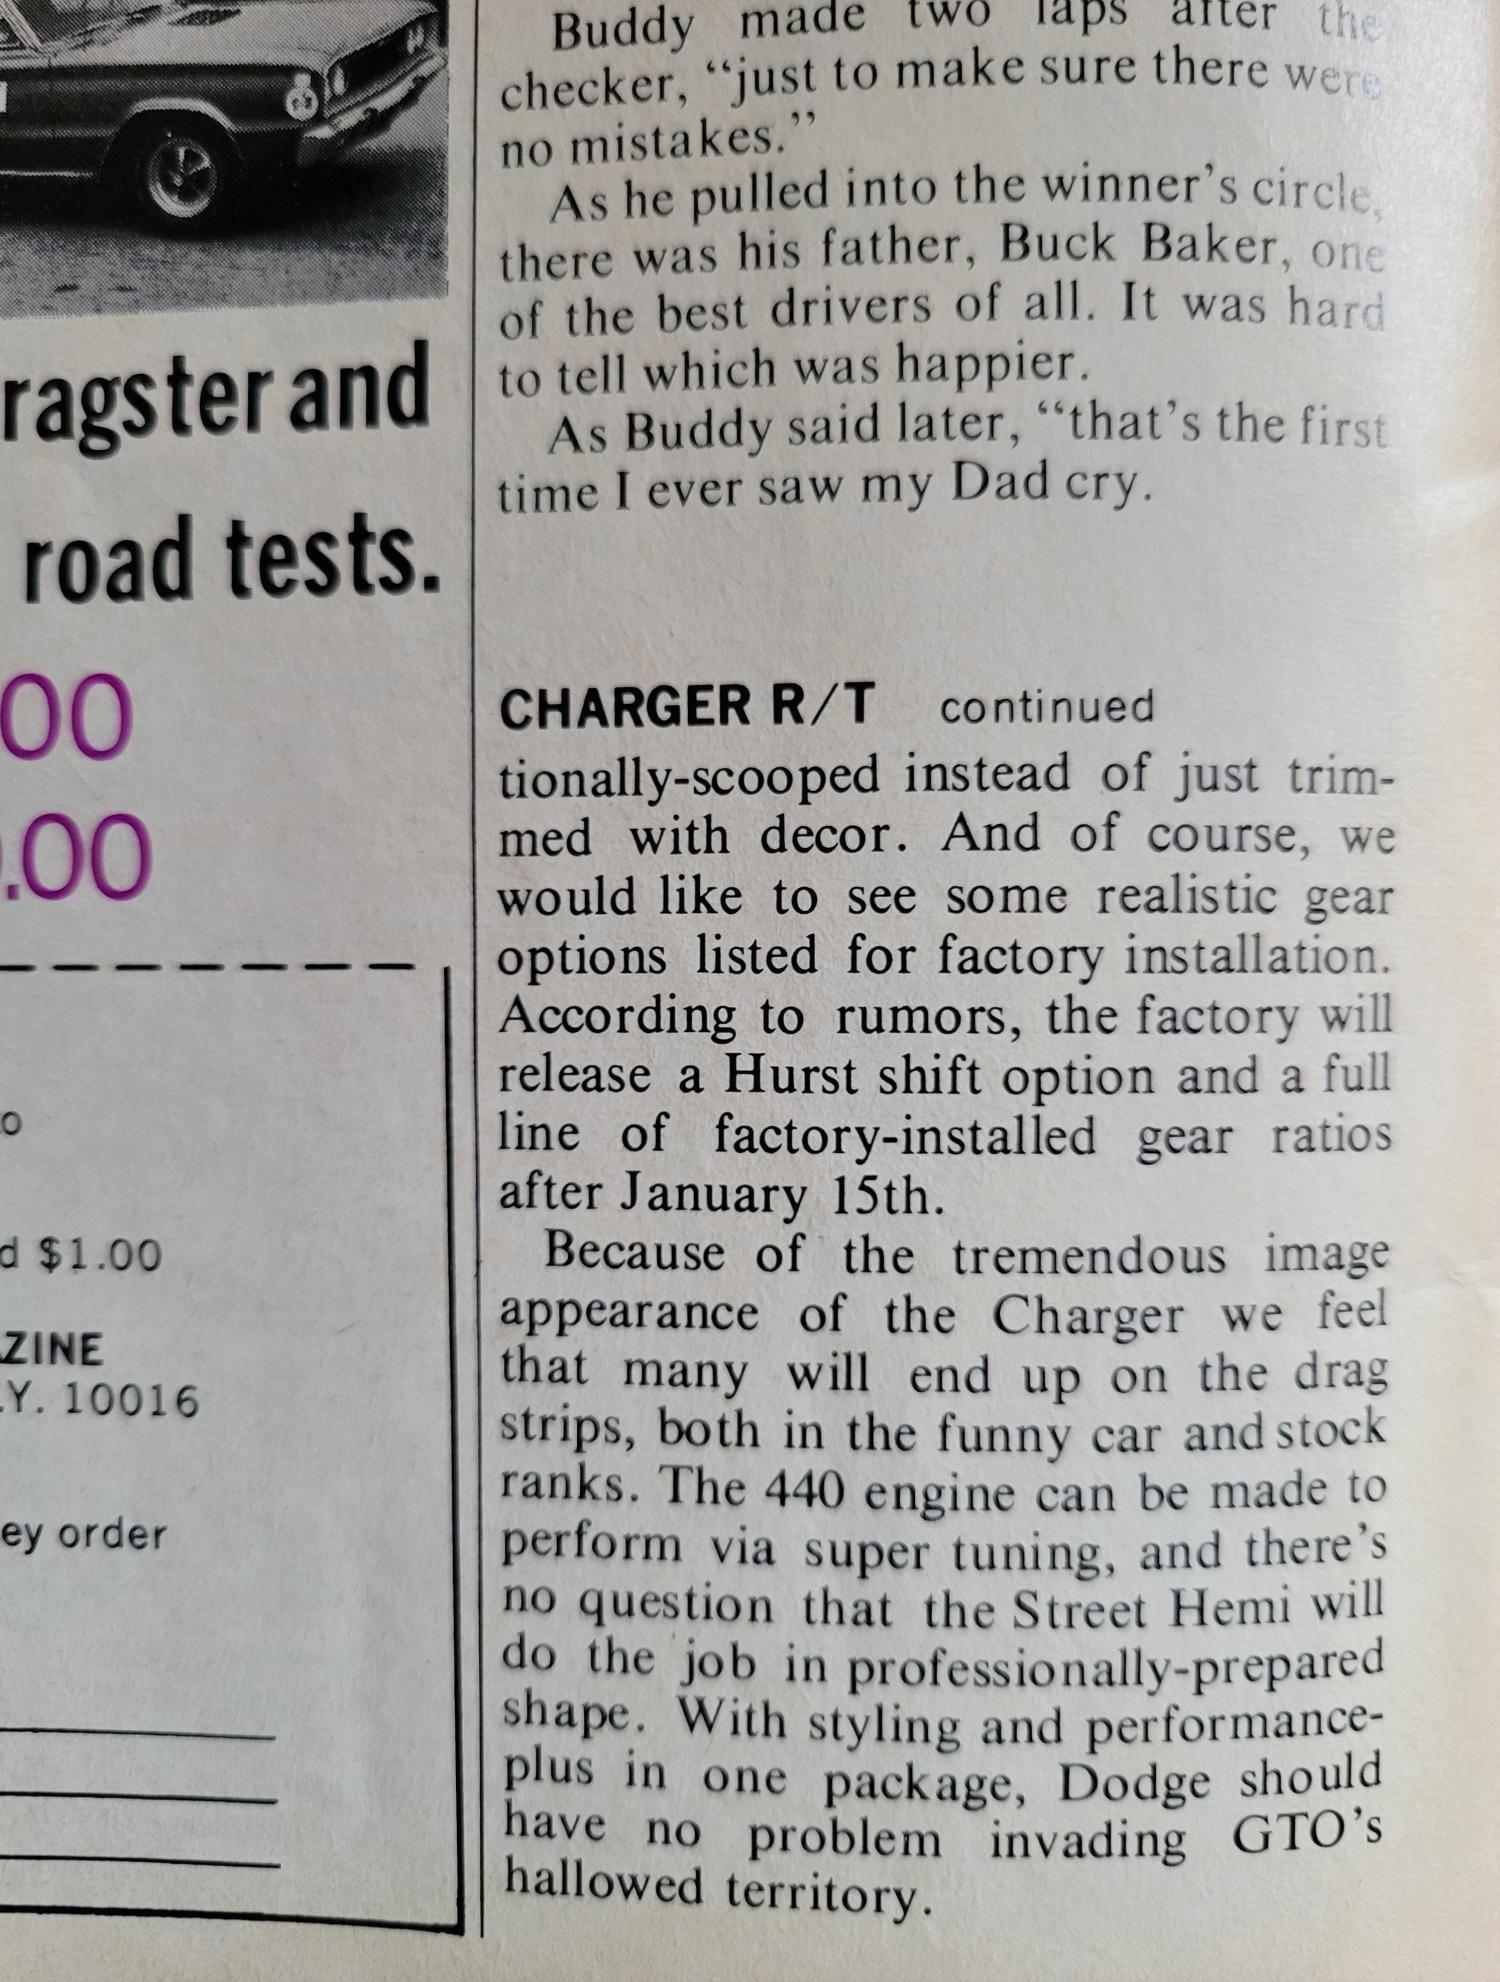 ragster and
road tests.
00
.00
to
d $1.00
ZINE
.Y. 10016
ey order
Buddy made two laps after the
checker, “just to make sure there were
no mistakes.”
As he pulled into the winner’s circle,
there was his father, Buck Baker, one
of the best drivers of all. It was hard
to tell which was happier.
As Buddy said later, “that’s the first
time I ever saw my Dad cry.
CHARGER R/T continued
tionally-scooped instead of just trim-
med with decor. And of course, we
would like to see some realistic gear
options listed for factory installation.
According to rumors, the factory will
release a Hurst shift option and a full
line of factory-installed gear ratios
after January 15th.
Because of the tremendous image
appearance of the Charger we feel
that many will end up on the drag
strips, both in the funny car and stock
ranks. The 440 engine can be made to
perform via super tuning, and there’s
no question that the Street Hemi will
do the job in professionally-prepared
shape. With styling and performance-
plus in one package, Dodge should
have no problem invading GTO’s
hallowed territory.